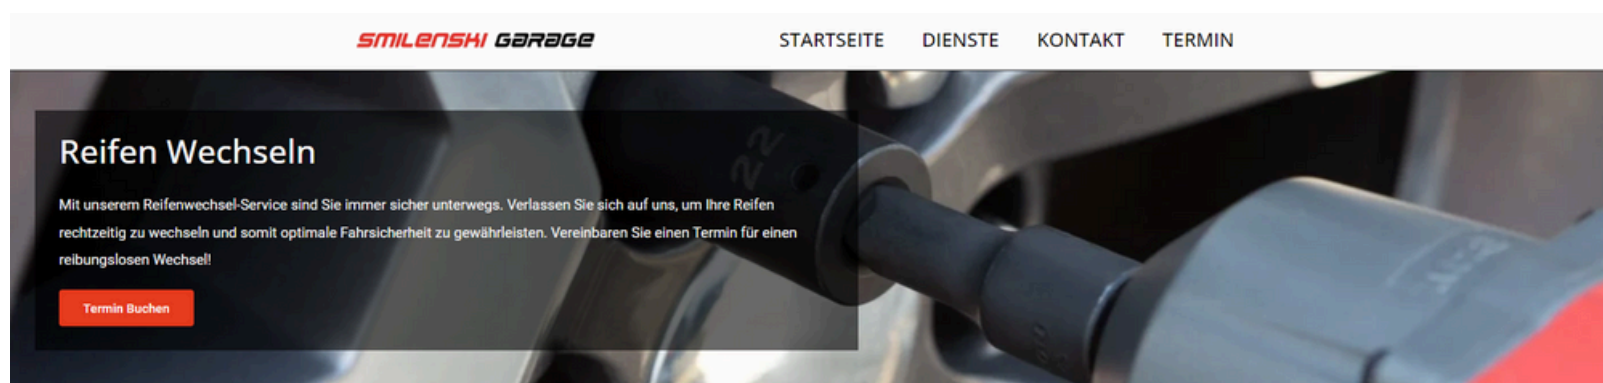 SMILENSKI GARAGE
STARTSEITE DIENSTE KONTAKT TERMIN
22
Reifen Wechseln
Mit unserem Reifenwechsel-Service sind Sie immer sicher unterwegs. Verlassen Sie sich auf uns, um Ihre Reifen
rechtzeitig zu wechseln und somit optimale Fahrsicherheit zu gewährleisten. Vereinbaren Sie einen Termin für einen
reibungslosen Wechsel!
Termin Buchen